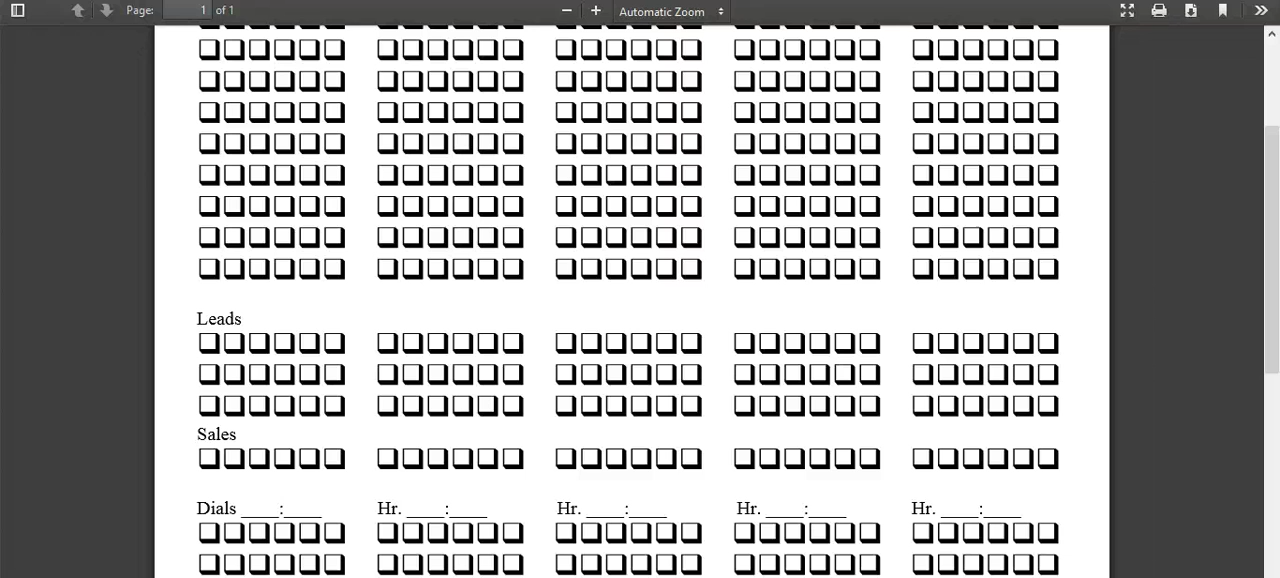 Page: 1 of 1 Automatic Zoom
Leads
Sales
Dials ____:____ Hr. ____:____ Hr. ____:____ Hr. ____:____ Hr. ____:____